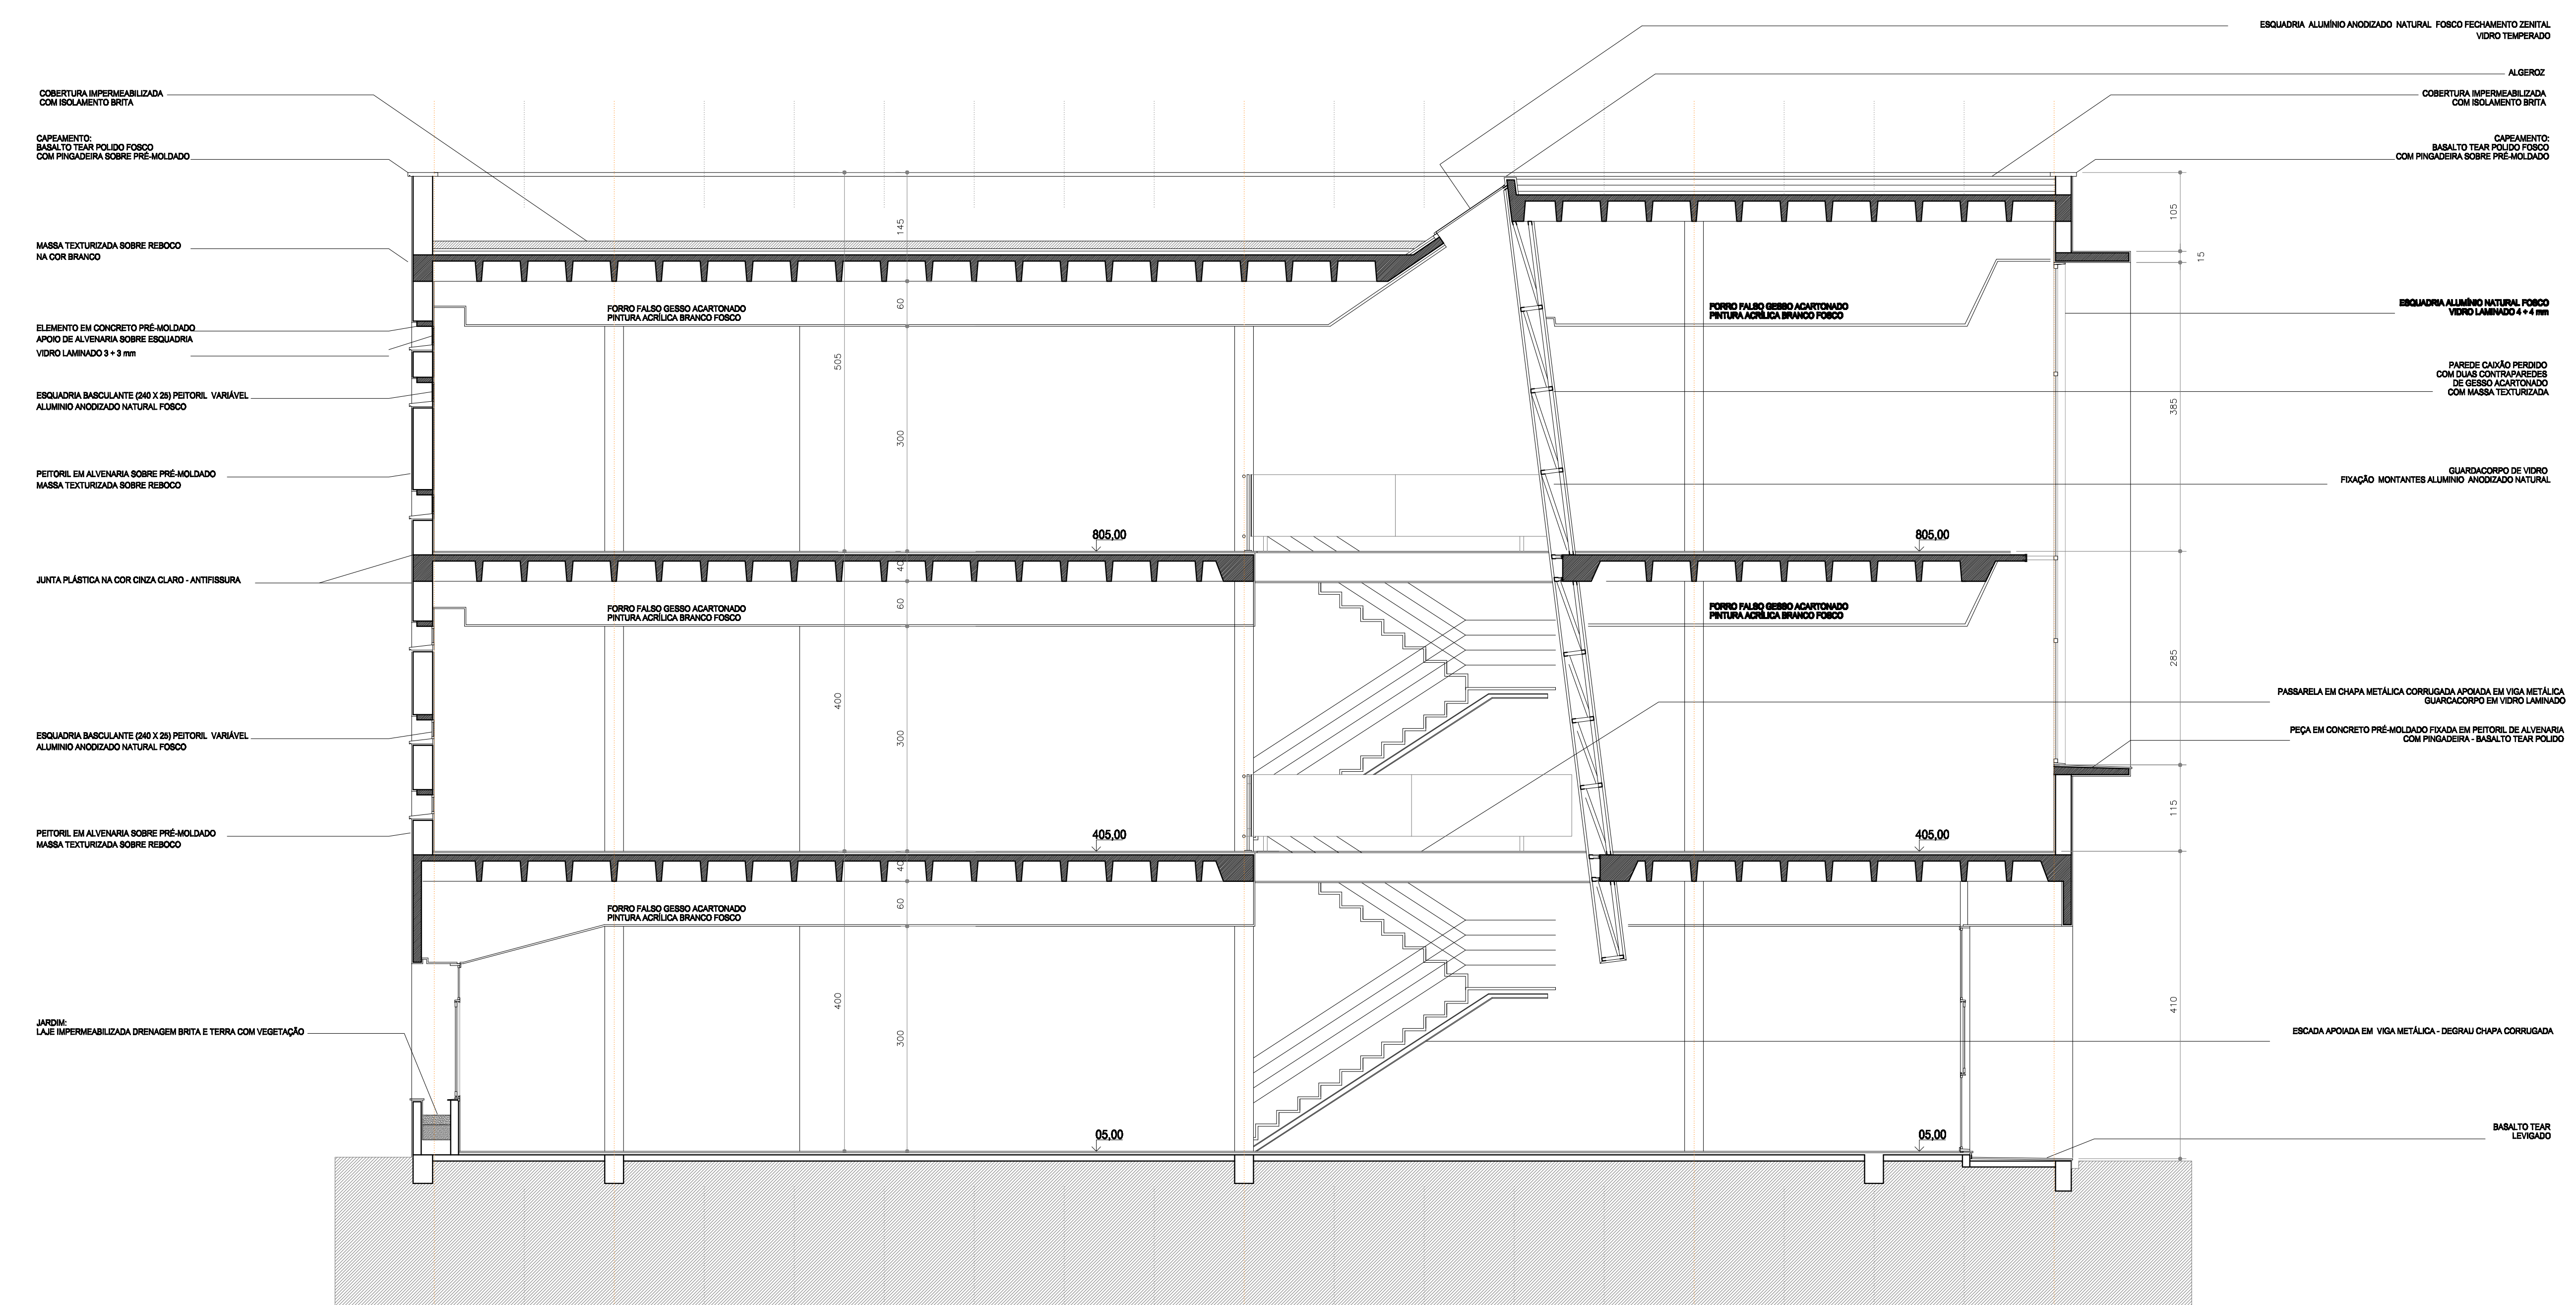 ESQUADRIA ALUMÍNIO ANODIZADO NATURAL FOSCO FECHAMENTO ZENITAL
VIDRO TEMPERADO
ALGEROZ
COBERTURA IMPERMEABILIZADA
COM ISOLAMENTO BRITA
COBERTURA IMPERMEABILIZADA
COM ISOLAMENTO BRITA
CAPEAMENTO:
BASALTO TEAR POLIDO FOSCO
COM PINGADEIRA SOBRE PRÉ-MOLDADO
CAPEAMENTO:
BASALTO TEAR POLIDO FOSCO
COM PINGADEIRA SOBRE PRÉ-MOLDADO
MASSA TEXTURIZADA SOBRE REBOCO
NA COR BRANCO
145
105
15
ELEMENTO EM CONCRETO PRÉ-MOLDADO
APOIO DE ALVENARIA SOBRE ESQUADRIA
VIDRO LAMINADO 3 + 3 mm
FORRO FALSO GESSO ACARTONADO
PINTURA ACRÍLICA BRANCO FOSCO
60
505
FORRO FALSO GESSO ACARTONADO
PINTURA ACRÍLICA BRANCO FOSCO
ESQUADRIA ALUMÍNIO NATURAL FOSCO
VIDRO LAMINADO 4 + 4 mm
ESQUADRIA BASCULANTE (240 X 25) PEITORIL VARIÁVEL
ALUMINIO ANODIZADO NATURAL FOSCO
PAREDE CAIXÃO PERDIDO
COM DUAS CONTRAPAREDES
DE GESSO ACARTONADO
COM MASSA TEXTURIZADA
385
300
PEITORIL EM ALVENARIA SOBRE PRÉ-MOLDADO
MASSA TEXTURIZADA SOBRE REBOCO
GUARDACORPO DE VIDRO
FIXAÇÃO MONTANTES ALUMINIO ANODIZADO NATURAL
805,00
805,00
JUNTA PLÁSTICA NA COR CINZA CLARO - ANTIFISSURA
40
60
FORRO FALSO GESSO ACARTONADO
PINTURA ACRÍLICA BRANCO FOSCO
FORRO FALSO GESSO ACARTONADO
PINTURA ACRÍLICA BRANCO FOSCO
285
400
300
PASSARELA EM CHAPA METÁLICA CORRUGADA APOIADA EM VIGA METÁLICA
GUARCACORPO EM VIDRO LAMINADO
ESQUADRIA BASCULANTE (240 X 25) PEITORIL VARIÁVEL
ALUMINIO ANODIZADO NATURAL FOSCO
PEÇA EM CONCRETO PRÉ-MOLDADO FIXADA EM PEITORIL DE ALVENARIA
COM PINGADEIRA - BASALTO TEAR POLIDO
115
PEITORIL EM ALVENARIA SOBRE PRÉ-MOLDADO
MASSA TEXTURIZADA SOBRE REBOCO
405,00
405,00
40
60
FORRO FALSO GESSO ACARTONADO
PINTURA ACRÍLICA BRANCO FOSCO
400
300
410
JARDIM:
LAJE IMPERMEABILIZADA DRENAGEM BRITA E TERRA COM VEGETAÇÃO
ESCADA APOIADA EM VIGA METÁLICA - DEGRAU CHAPA CORRUGADA
05,00
05,00
BASALTO TEAR
LEVIGADO